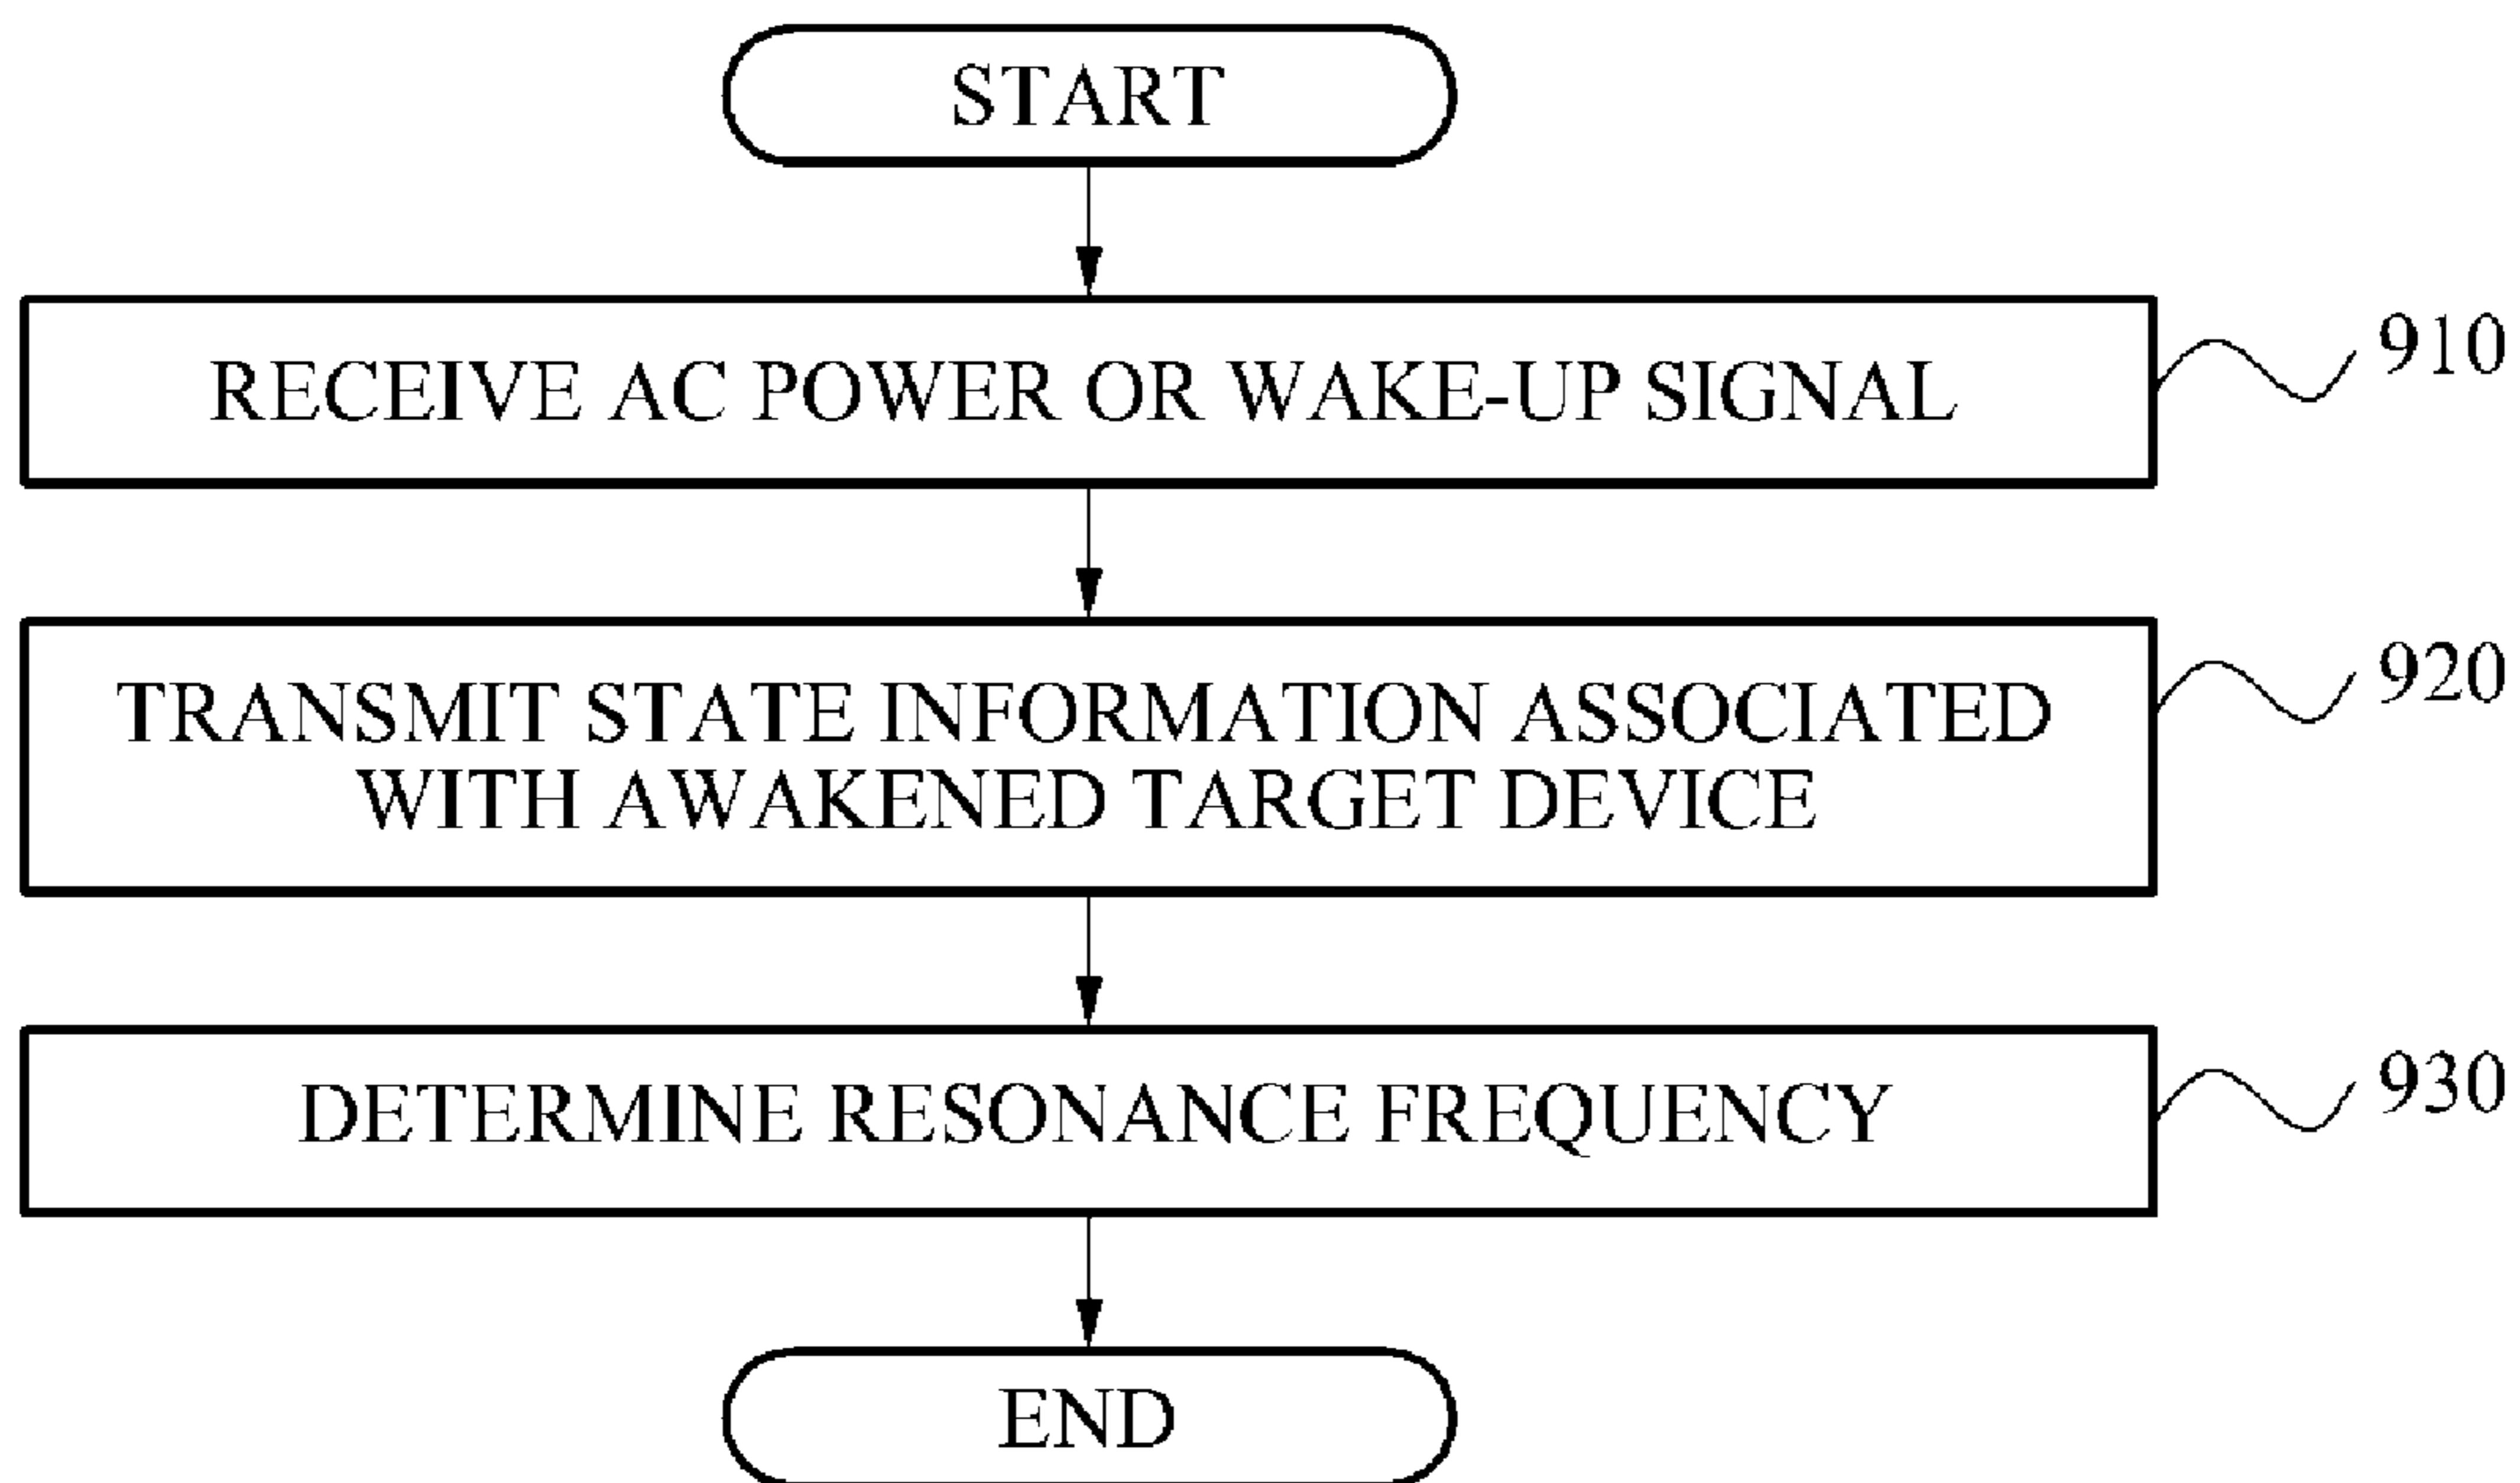 START
RECEIVE AC POWER OR WAKE-UP SIGNAL
910
TRANSMIT STATE INFORMATION ASSOCIATED
WITH AWAKENED TARGET DEVICE
920
DETERMINE RESONANCE FREQUENCY
930
END